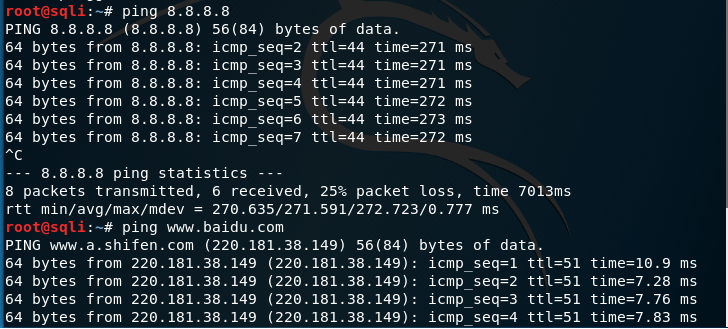 root@sqli:~# ping 8.8.8.8
PING 8.8.8.8 (8.8.8.8) 56(84) bytes of data.
64 bytes from 8.8.8.8: icmp_seq=2 ttl=44 time=271 ms
64 bytes from 8.8.8.8: icmp_seq=3 ttl=44 time=271 ms
64 bytes from 8.8.8.8: icmp_seq=4 ttl=44 time=271 ms
64 bytes from 8.8.8.8: icmp_seq=5 ttl=44 time=272 ms
64 bytes from 8.8.8.8: icmp_seq=6 ttl=44 time=273 ms
64 bytes from 8.8.8.8: icmp_seq=7 ttl=44 time=272 ms
^C
--- 8.8.8.8 ping statistics ---
8 packets transmitted, 6 received, 25% packet loss, time 7013ms
rtt min/avg/max/mdev = 270.635/271.591/272.723/0.777 ms
root@sqli:~# ping www.baidu.com
PING www.a.shifen.com (220.181.38.149) 56(84) bytes of data.
64 bytes from 220.181.38.149 (220.181.38.149): icmp_seq=1 ttl=51 time=10.9 ms
64 bytes from 220.181.38.149 (220.181.38.149): icmp_seq=2 ttl=51 time=7.28 ms
64 bytes from 220.181.38.149 (220.181.38.149): icmp_seq=3 ttl=51 time=7.76 ms
64 bytes from 220.181.38.149 (220.181.38.149): icmp_seq=4 ttl=51 time=7.83 ms